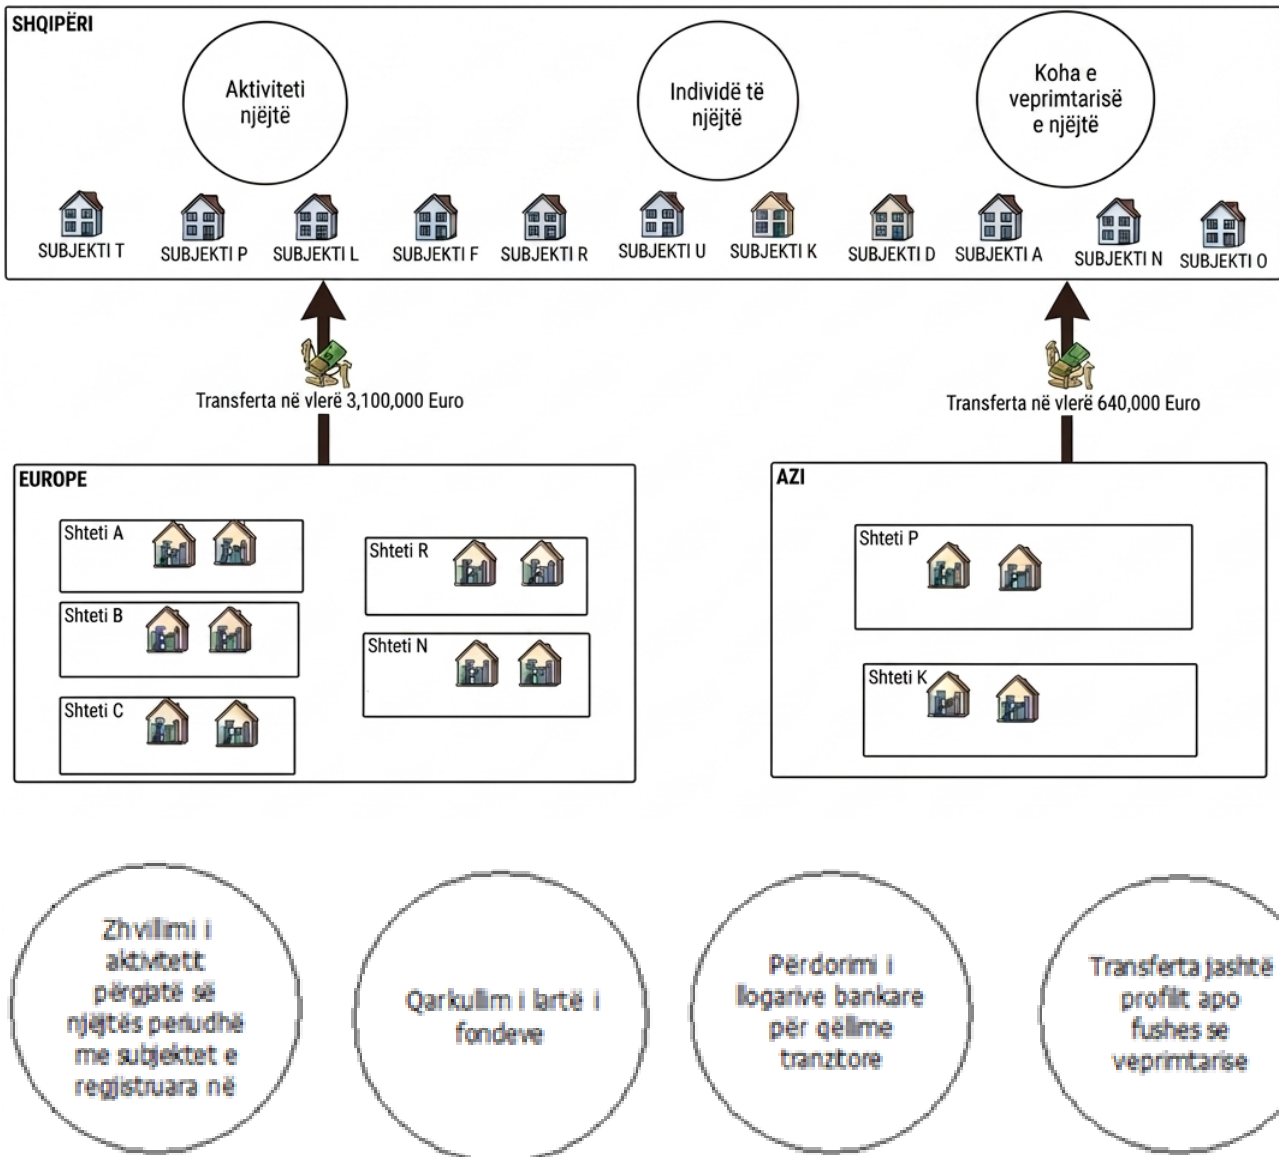 SHQIPËRI
Aktiviteti
njëjtë
Individë të
njëjtë
Koha e
veprimtarisë
e njëjtë
SUBJEKTI T
SUBJEKTI P
SUBJEKTI L
SUBJEKTI F
SUBJEKTI R
SUBJEKTI U
SUBJEKTI K
SUBJEKTI D
SUBJEKTI A
SUBJEKTI N
SUBJEKTI O
Transferta në vlerë 3,100,000 Euro
Transferta në vlerë 640,000 Euro
EUROPE
Shteti A
Shteti B
Shteti C
Shteti R
Shteti N
AZI
Shteti P
Shteti K
Zhvillimi i
aktivitetit
përgjatë së
njëjtës periudhë
me subjektet e
regjistruara në
Qarkullim i lartë i
fondeve
Përdorimi i
llogarive bankare
për qëllime
tranzitore
Transferta jashtë
profilit apo
fushes se
veprimtarise